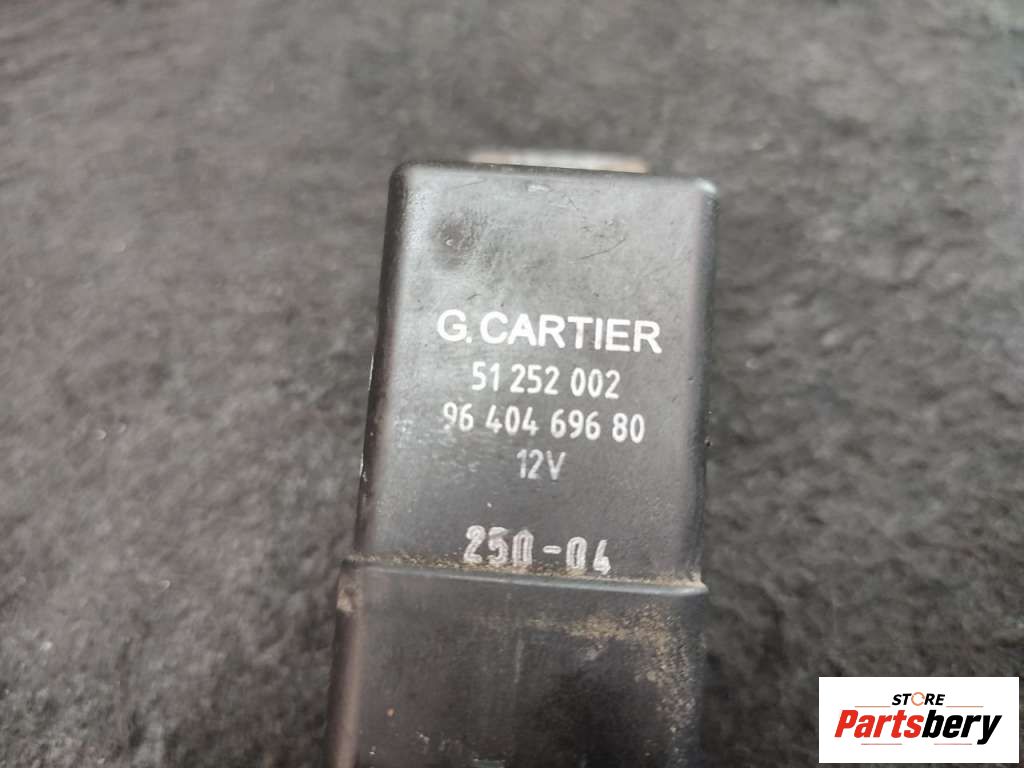 G. CARTIER
51 252 002
96 404 696 80
12V
250-04
STORE
Partsbery